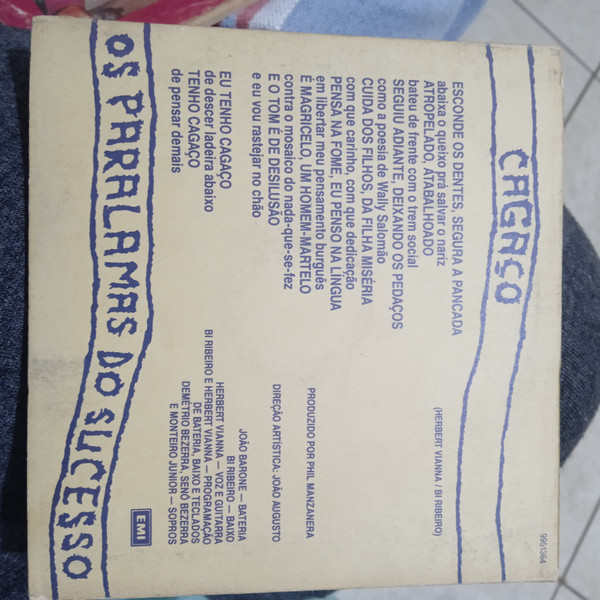 9951364
CAGAÇO
(HERBERT VIANNA / BI RIBEIRO)
ESCONDE OS DENTES, SEGURA A PANCADA
abaixa o queixo prá salvar o nariz
ATROPELADO, ATABALHOADO
bateu de frente com o trem social
SEGUIU ADIANTE, DEIXANDO OS PEDAÇOS
como a poesia de Wally Salomão
CUIDA DOS FILHOS, DA FILHA MISÉRIA
com que carinho, com que dedicação
PENSA NA FOME, EU PENSO NA LÍNGUA
em libertar meu pensamento burguês
É MAGRICELO, UM HOMEM-MARTELO
contra o mosaico do nada-que-se-fez
E O TOM É DE DESILUSÃO
e eu vou rastejar no chão
EU TENHO CAGAÇO
de descer ladeira abaixo
TENHO CAGAÇO
de pensar demais
PRODUZIDO POR PHIL MANZANERA
DIREÇÃO ARTÍSTICA: JOÃO AUGUSTO
JOÃO BARONE — BATERIA
BI RIBEIRO — BAIXO
HERBERT VIANNA — VOZ E GUITARRA
BI RIBEIRO E HERBERT VIANNA — PROGRAMAÇÃO
DE BATERIA, BAIXO E TECLADOS
DEMETRIO BEZERRA, SENÔ BEZERRA
E MONTEIRO JUNIOR — SOPROS
EMI
OS PARALAMAS DO SUCESSO